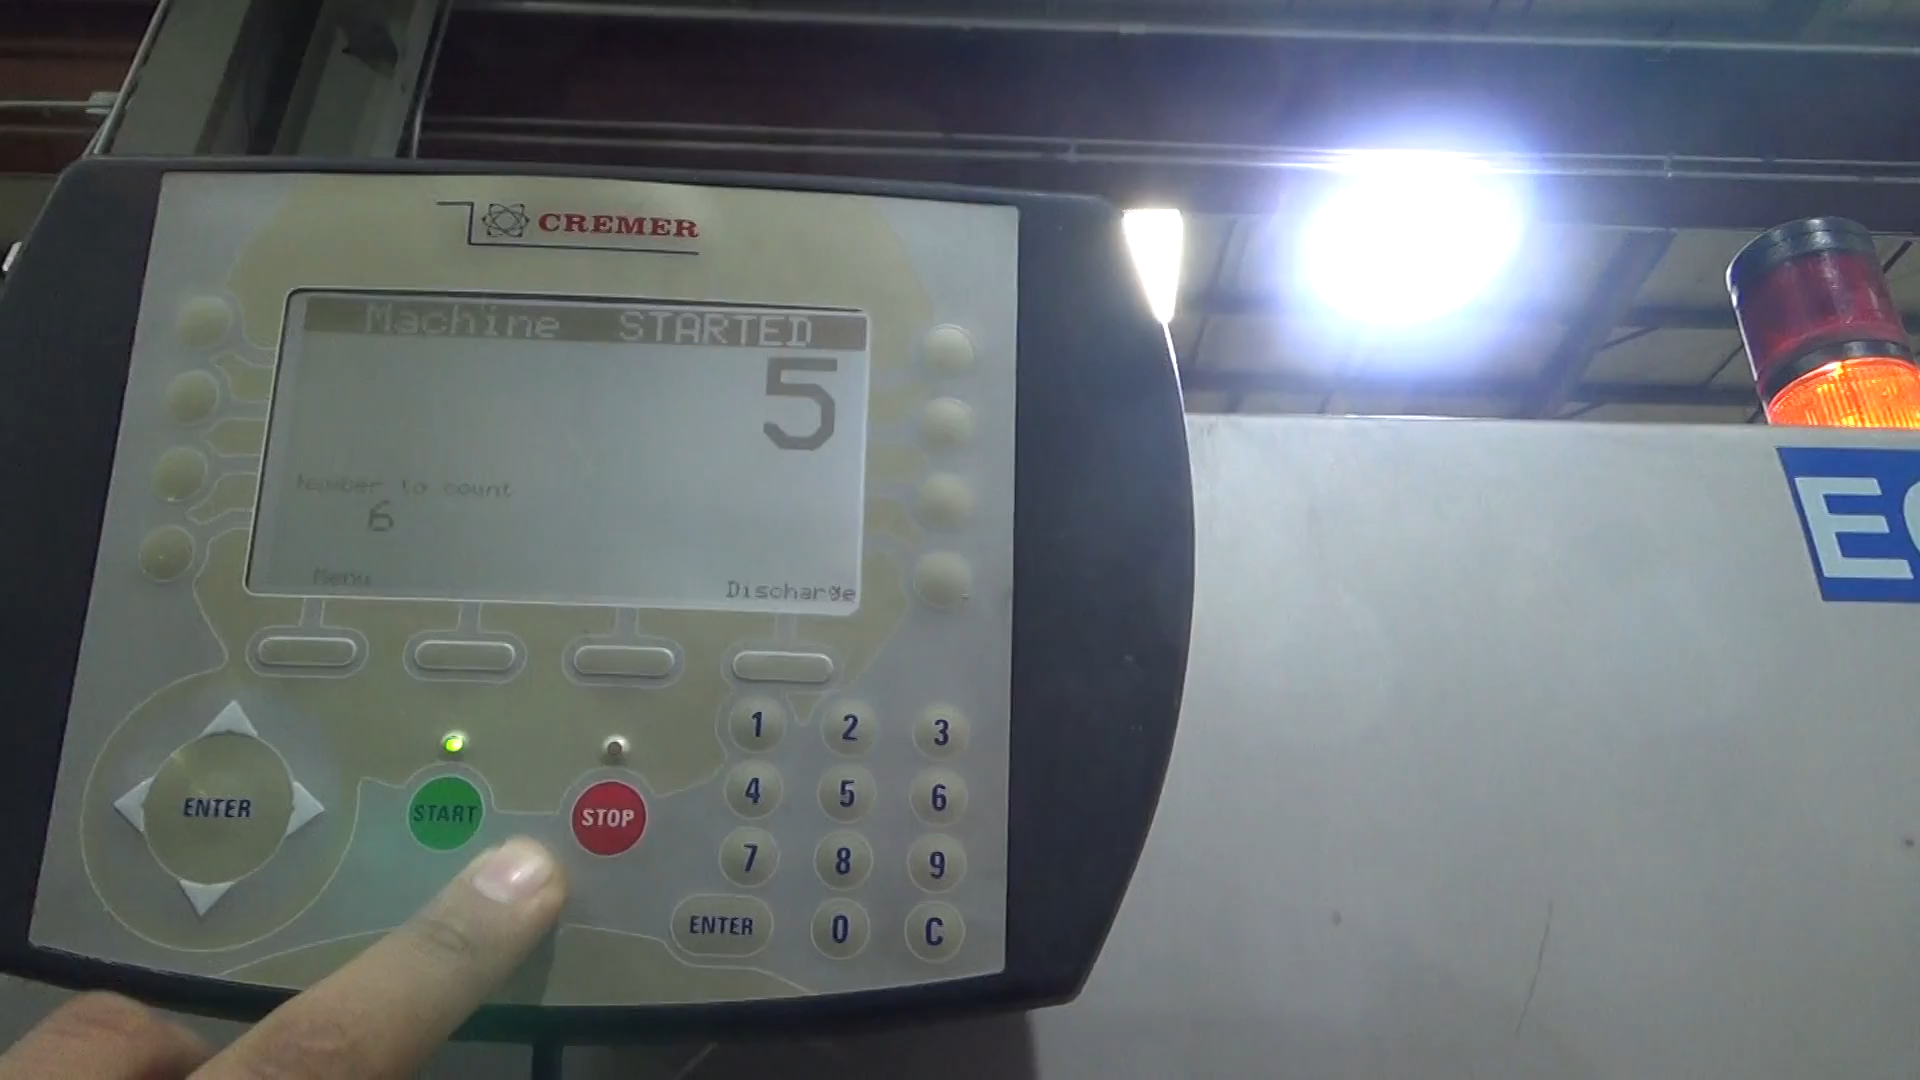 CREMER
Machine STARTED
5
Number to count
6
Menu Discharge
1 2 3
START STOP
4 5 6
ENTER
7 8 9
ENTER 0 C